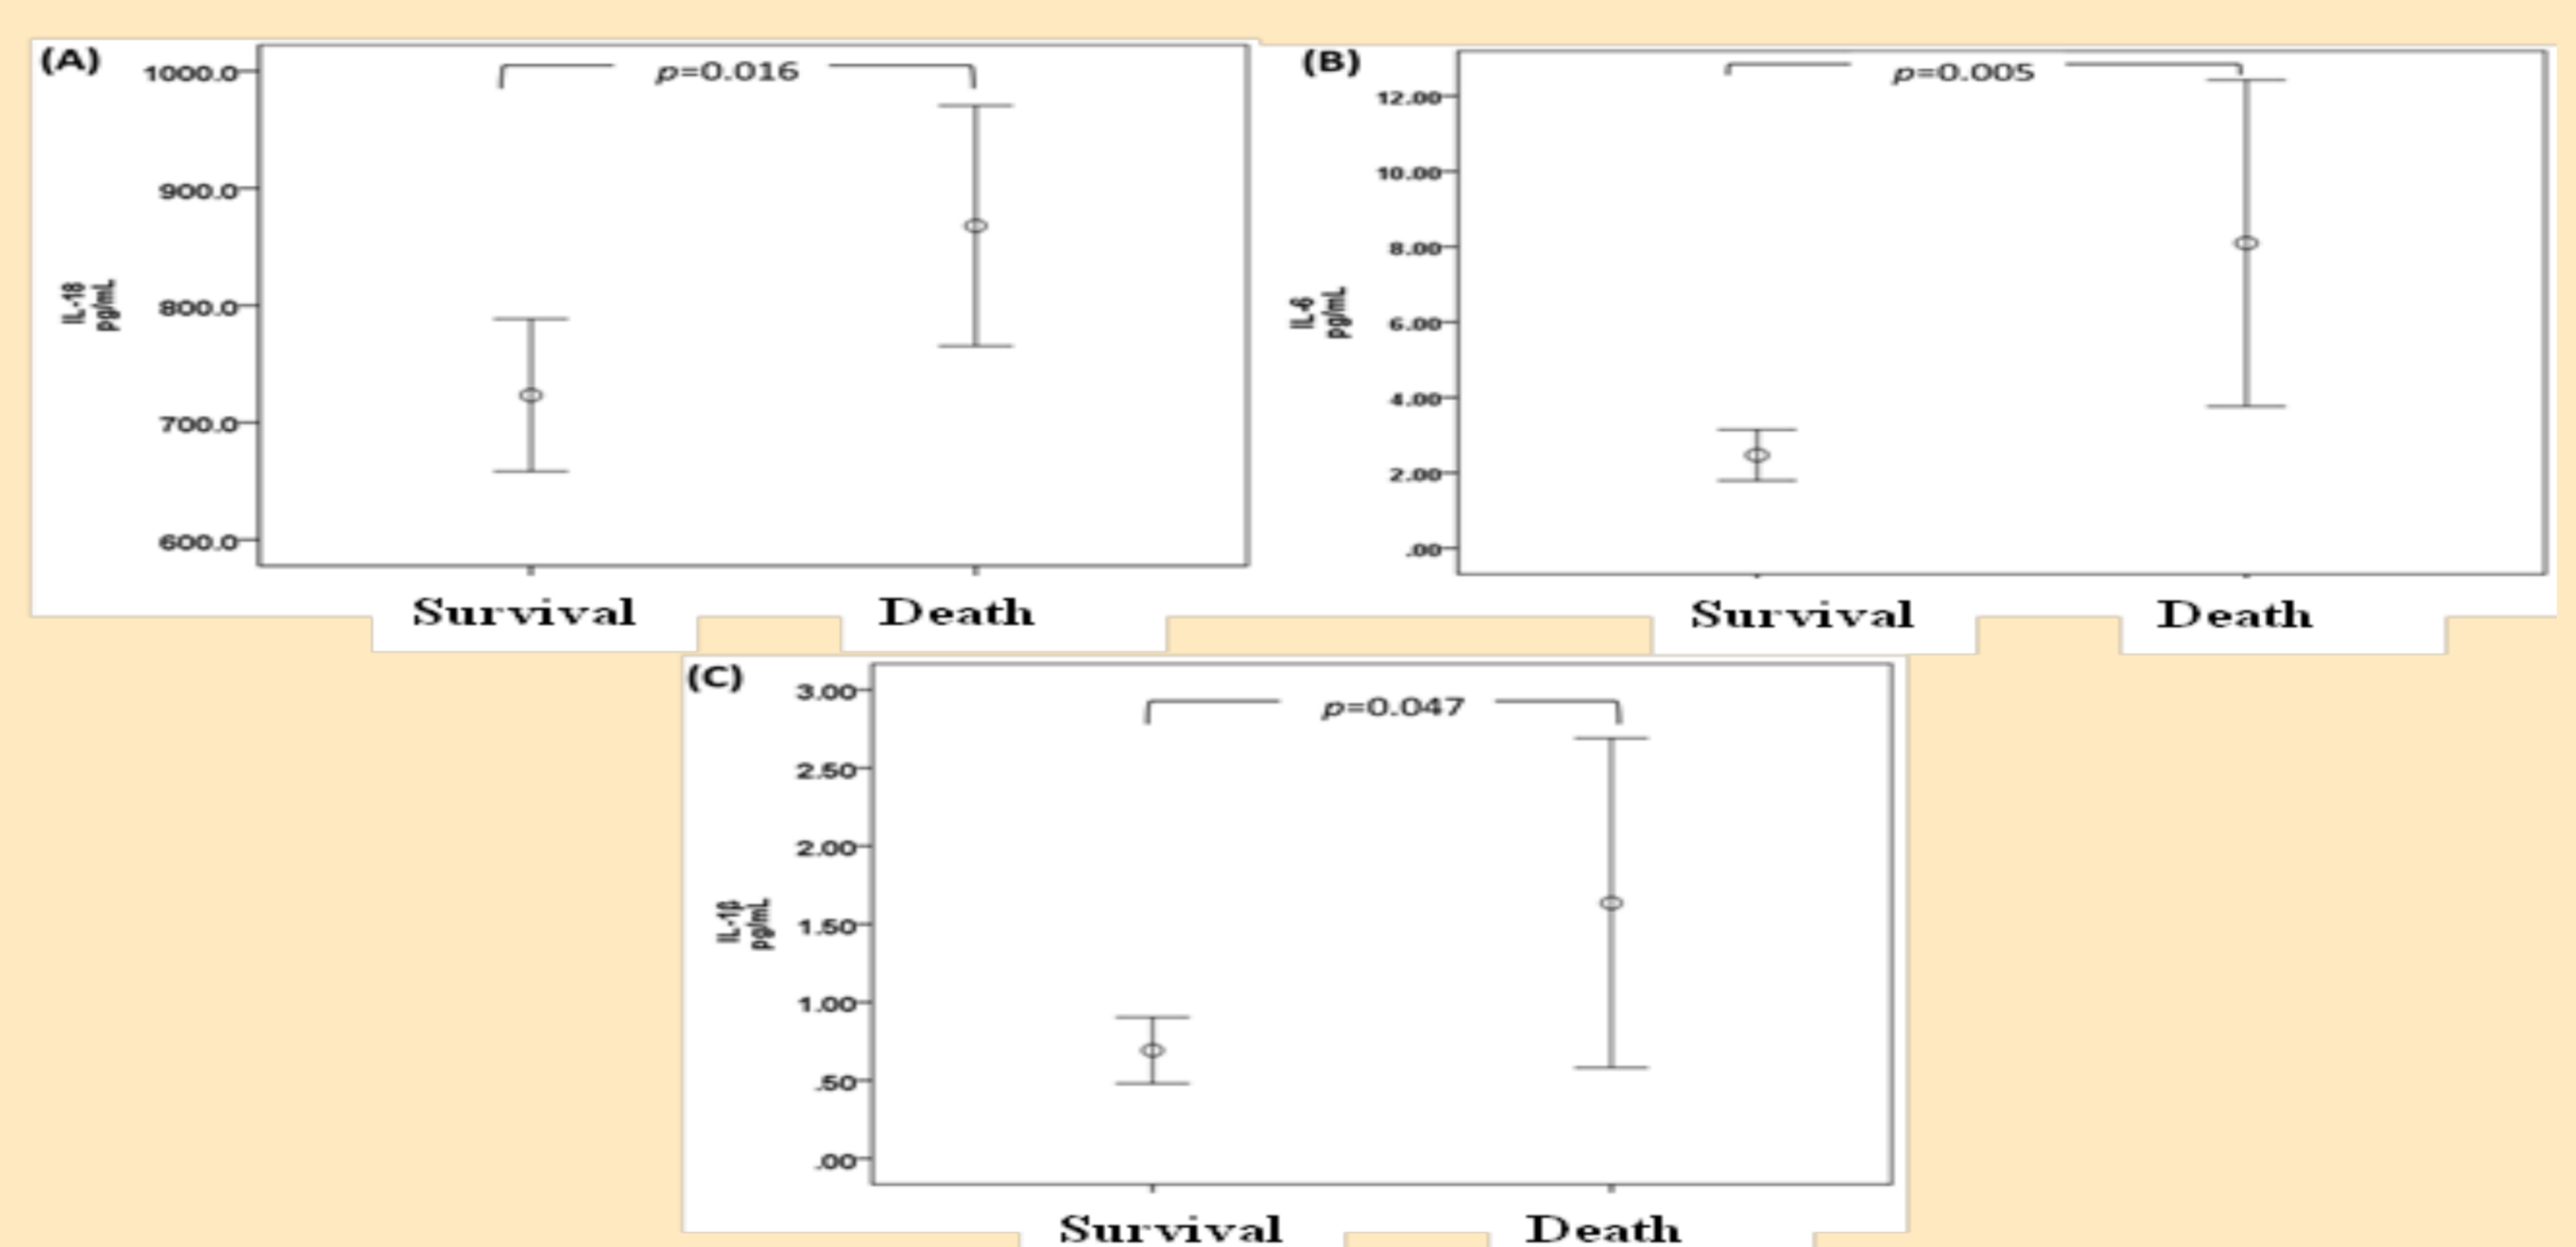 (A)
1000.0
900.0
800.0
700.0
600.0
IL-18
pg/mL
p=0.016
Survival
Death
(B)
12.00
10.00
8.00
6.00
4.00
2.00
.00
IL-6
pg/mL
p=0.005
Survival
Death
(C)
3.00
2.50
2.00
1.50
1.00
.50
.00
IL-1β
pg/mL
p=0.047
Survival
Death